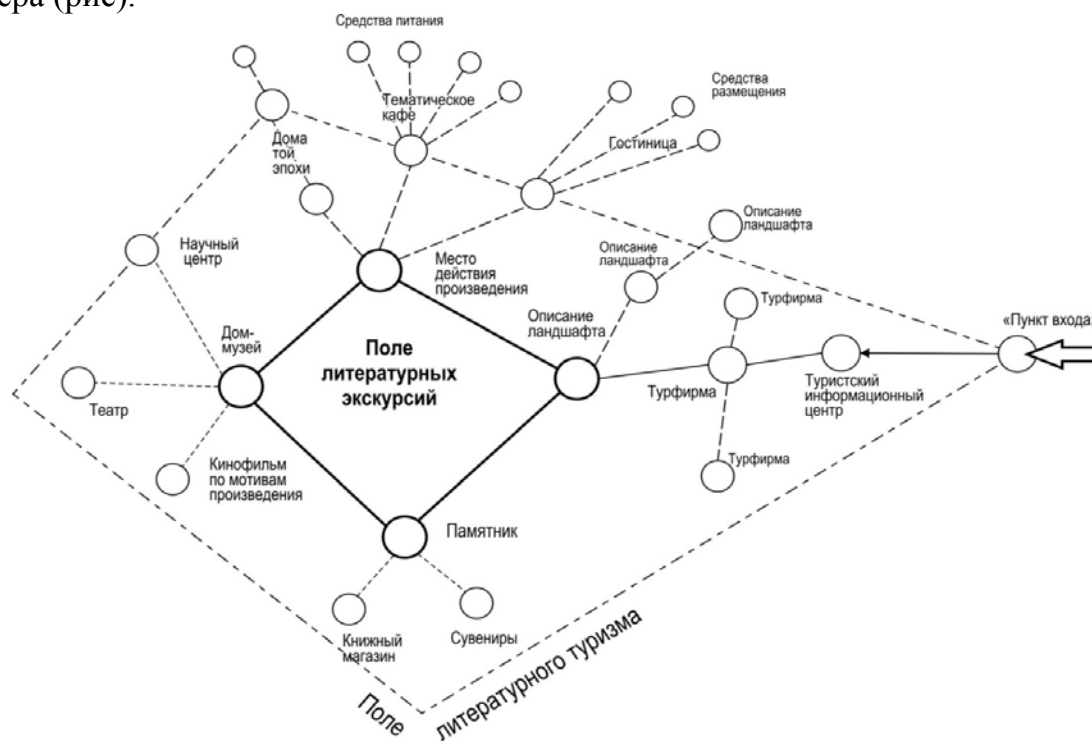 ера (рис).
Средства питания
Средства
размещения
Тематическое
кафе
Дома
той
эпохи
Гостиница
Описание
ландшафта
Научный
центр
Место
действия
произведения
Описание
ландшафта
Турфирма
Описание
ландшафта
«Пункт входа»
Дом-
музей
Поле
литературных
экскурсий
Театр
Турфирма
Туристский
информационный
центр
Кинофильм
по мотивам
произведения
Турфирма
Памятник
Книжный
магазин
Сувениры
Поле
литературного туризма